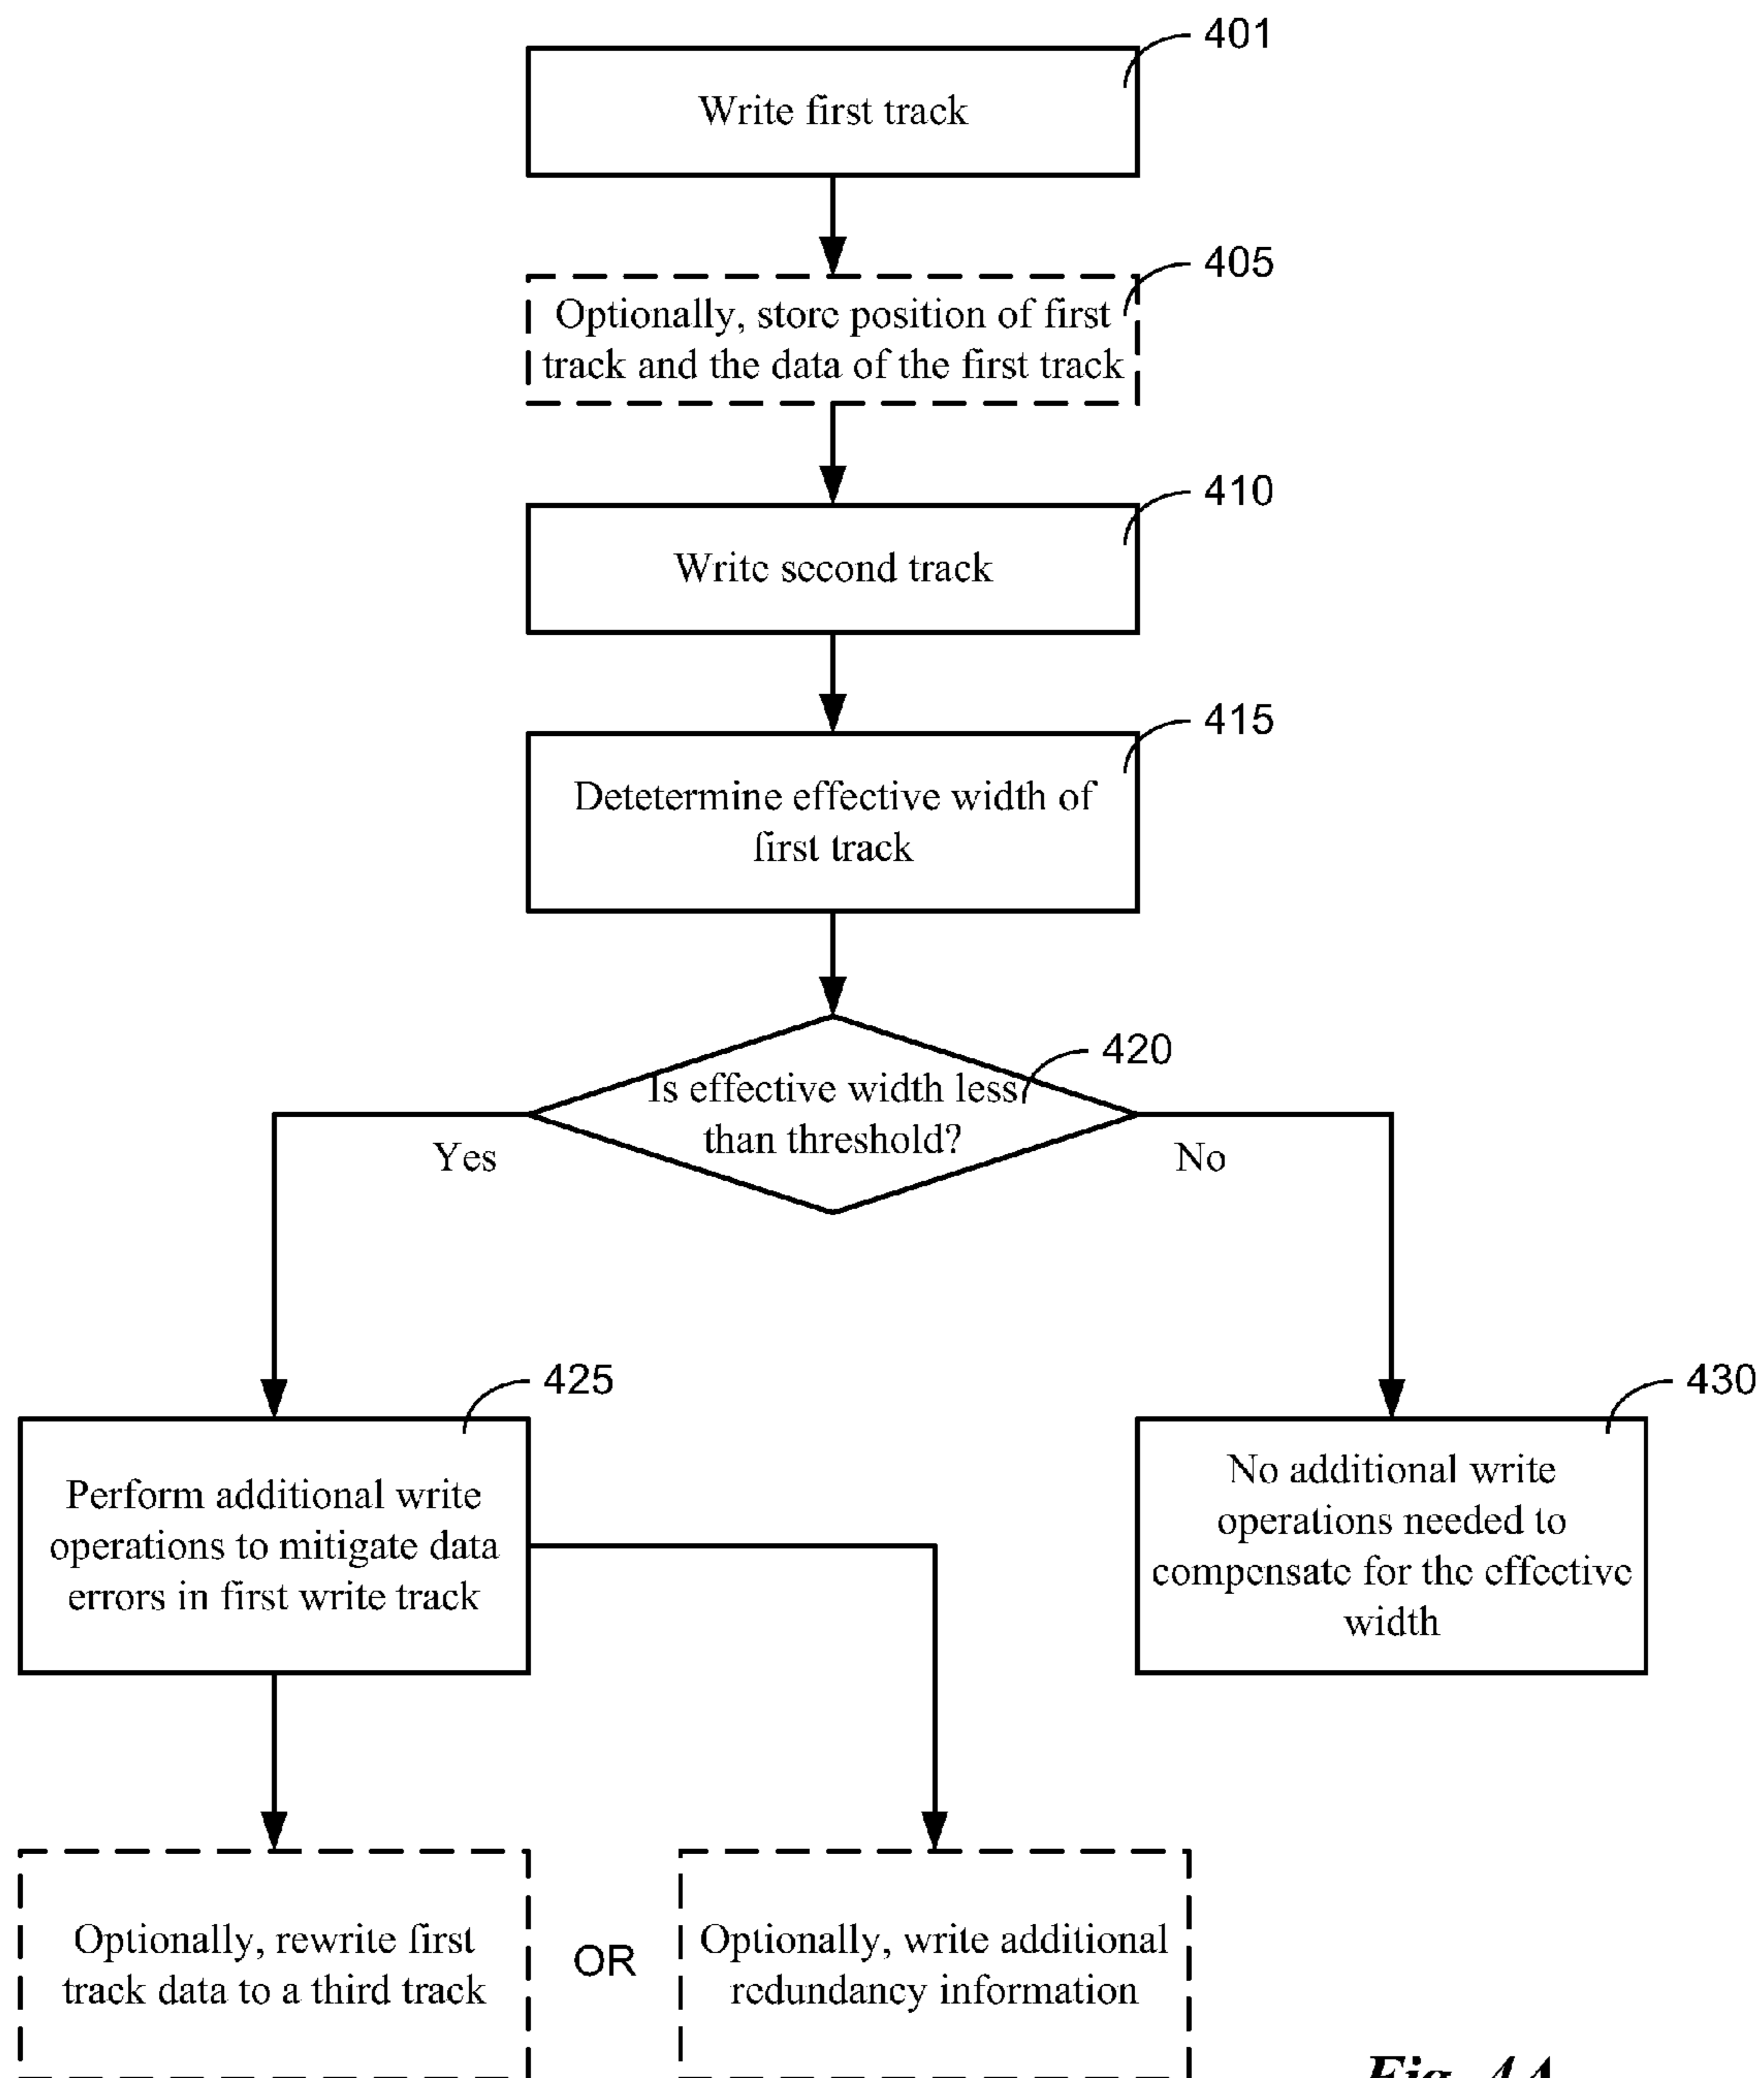 401
Write first track
405
Optionally, store position of first
track and the data of the first track
410
Write second track
415
Detetermine effective width of
first track
420
Is effective width less
than threshold?
Yes
No
425
Perform additional write
operations to mitigate data
errors in first write track
430
No additional write
operations needed to
compensate for the effective
width
Optionally, rewrite first
track data to a third track
OR
Optionally, write additional
redundancy information
Fig. 4A